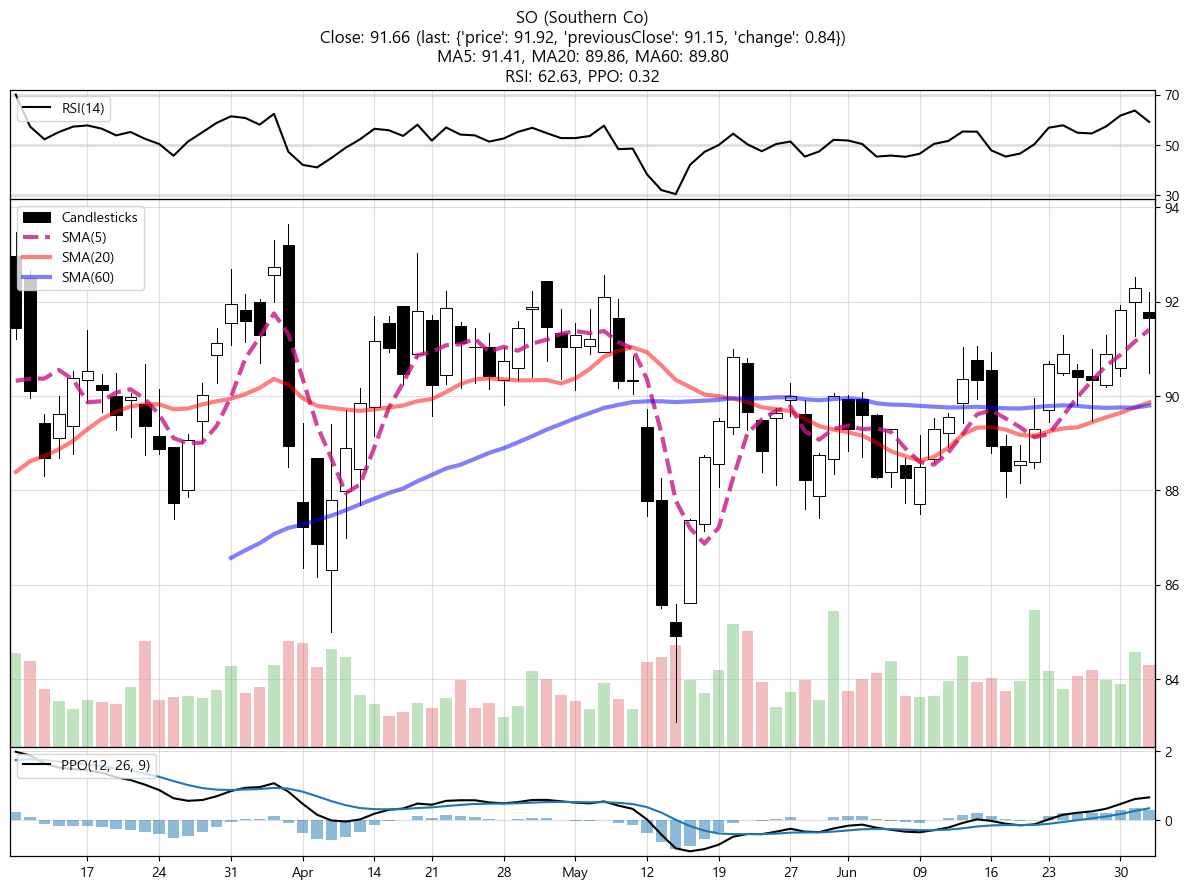 SO (Southern Co)
Close: 91.66 (last: {'price': 91.92, 'previousClose': 91.15, 'change': 0.84})
MA5: 91.41, MA20: 89.86, MA60: 89.80
RSI: 62.63, PPO: 0.32
RSI(14)
70
50
30
Candlesticks
SMA(5)
SMA(20)
SMA(60)
94
92
90
88
86
84
PPO(12, 26, 9)
2
0
17 24 31 Apr 14 21 28 May 12 19 27 Jun 09 16 23 30